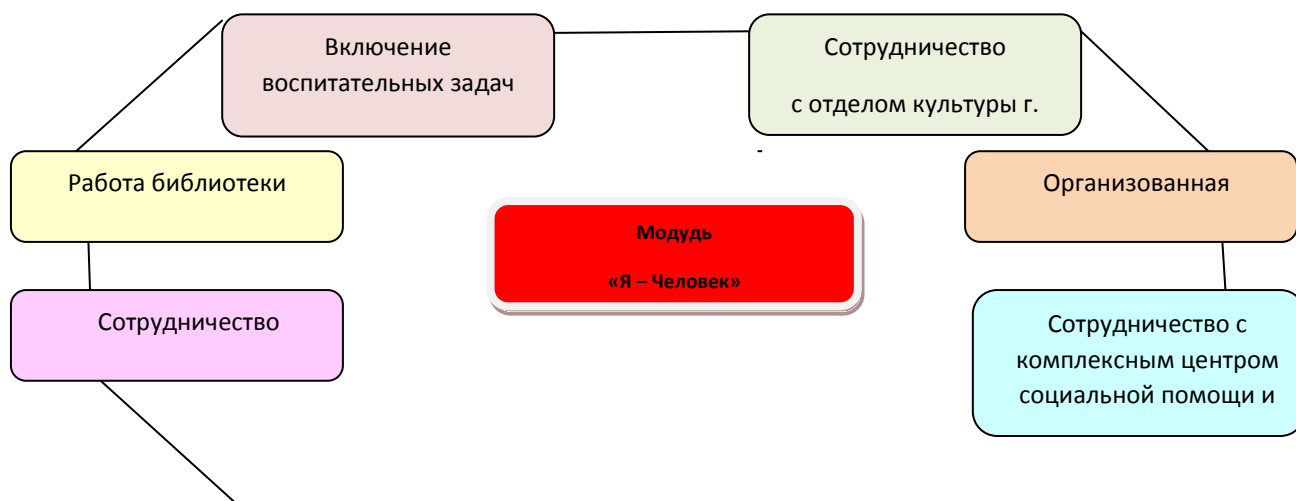 Включение
воспитательных задач
Сотрудничество
с отделом культуры г.
-
Работа библиотеки
Организованная
Модудь
«Я – Человек»
Сотрудничество
Сотрудничество с
комплексным центром
социальной помощи и